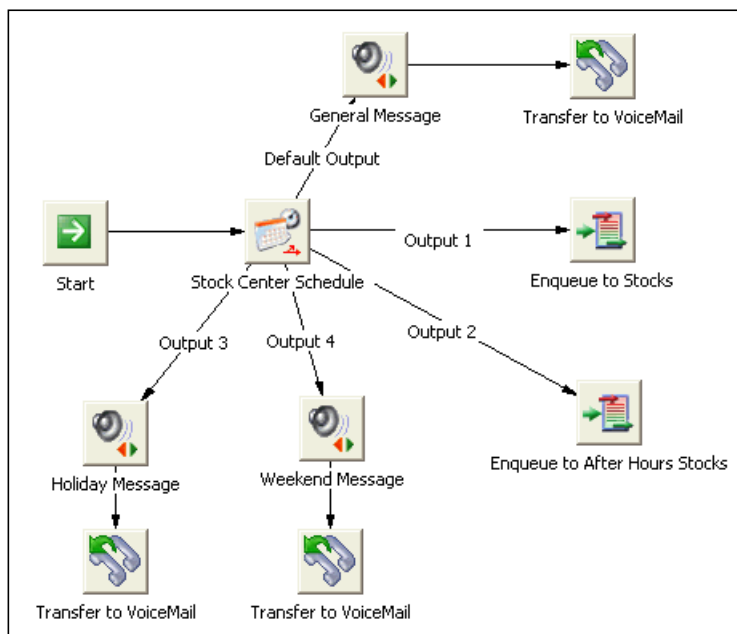 General Message
Transfer to VoiceMail
Default Output
Output 1
Start
Stock Center Schedule
Enqueue to Stocks
Output 2
Output 3
Output 4
Enqueue to After Hours Stocks
Holiday Message
Weekend Message
Transfer to VoiceMail
Transfer to VoiceMail